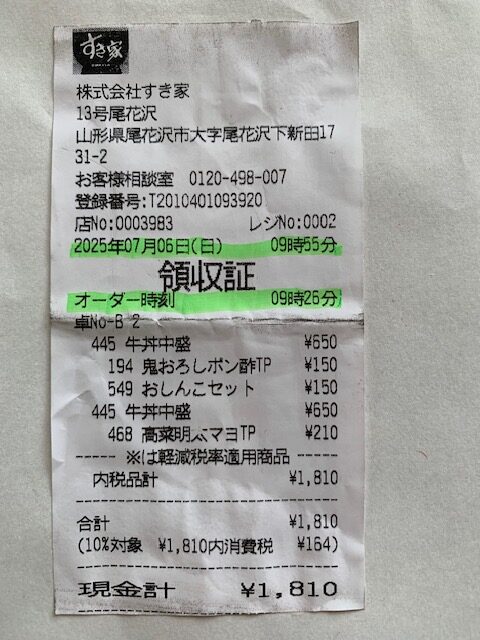 すき家
株式会社すき家
13号尾花沢
山形県尾花沢市大字尾花沢下新田17
31-2
お客様相談室 0120-498-007
登録番号:T2010401093920
店No:0003983 レジNo:0002
2025年07月06日(日) 09時55分
領収証
オーダー時刻 09時26分
卓No-B 2
445 牛丼中盛 ¥650
194 鬼おろしポン酢TP ¥150
549 おしんこセット ¥150
445 牛丼中盛 ¥650
468 高菜明太マヨTP ¥210
------ ※は軽減税率適用商品 ------
内税品計 ¥1,810
合計 ¥1,810
(10%対象 ¥1,810内消費税 ¥164)
現金計 ¥1,810